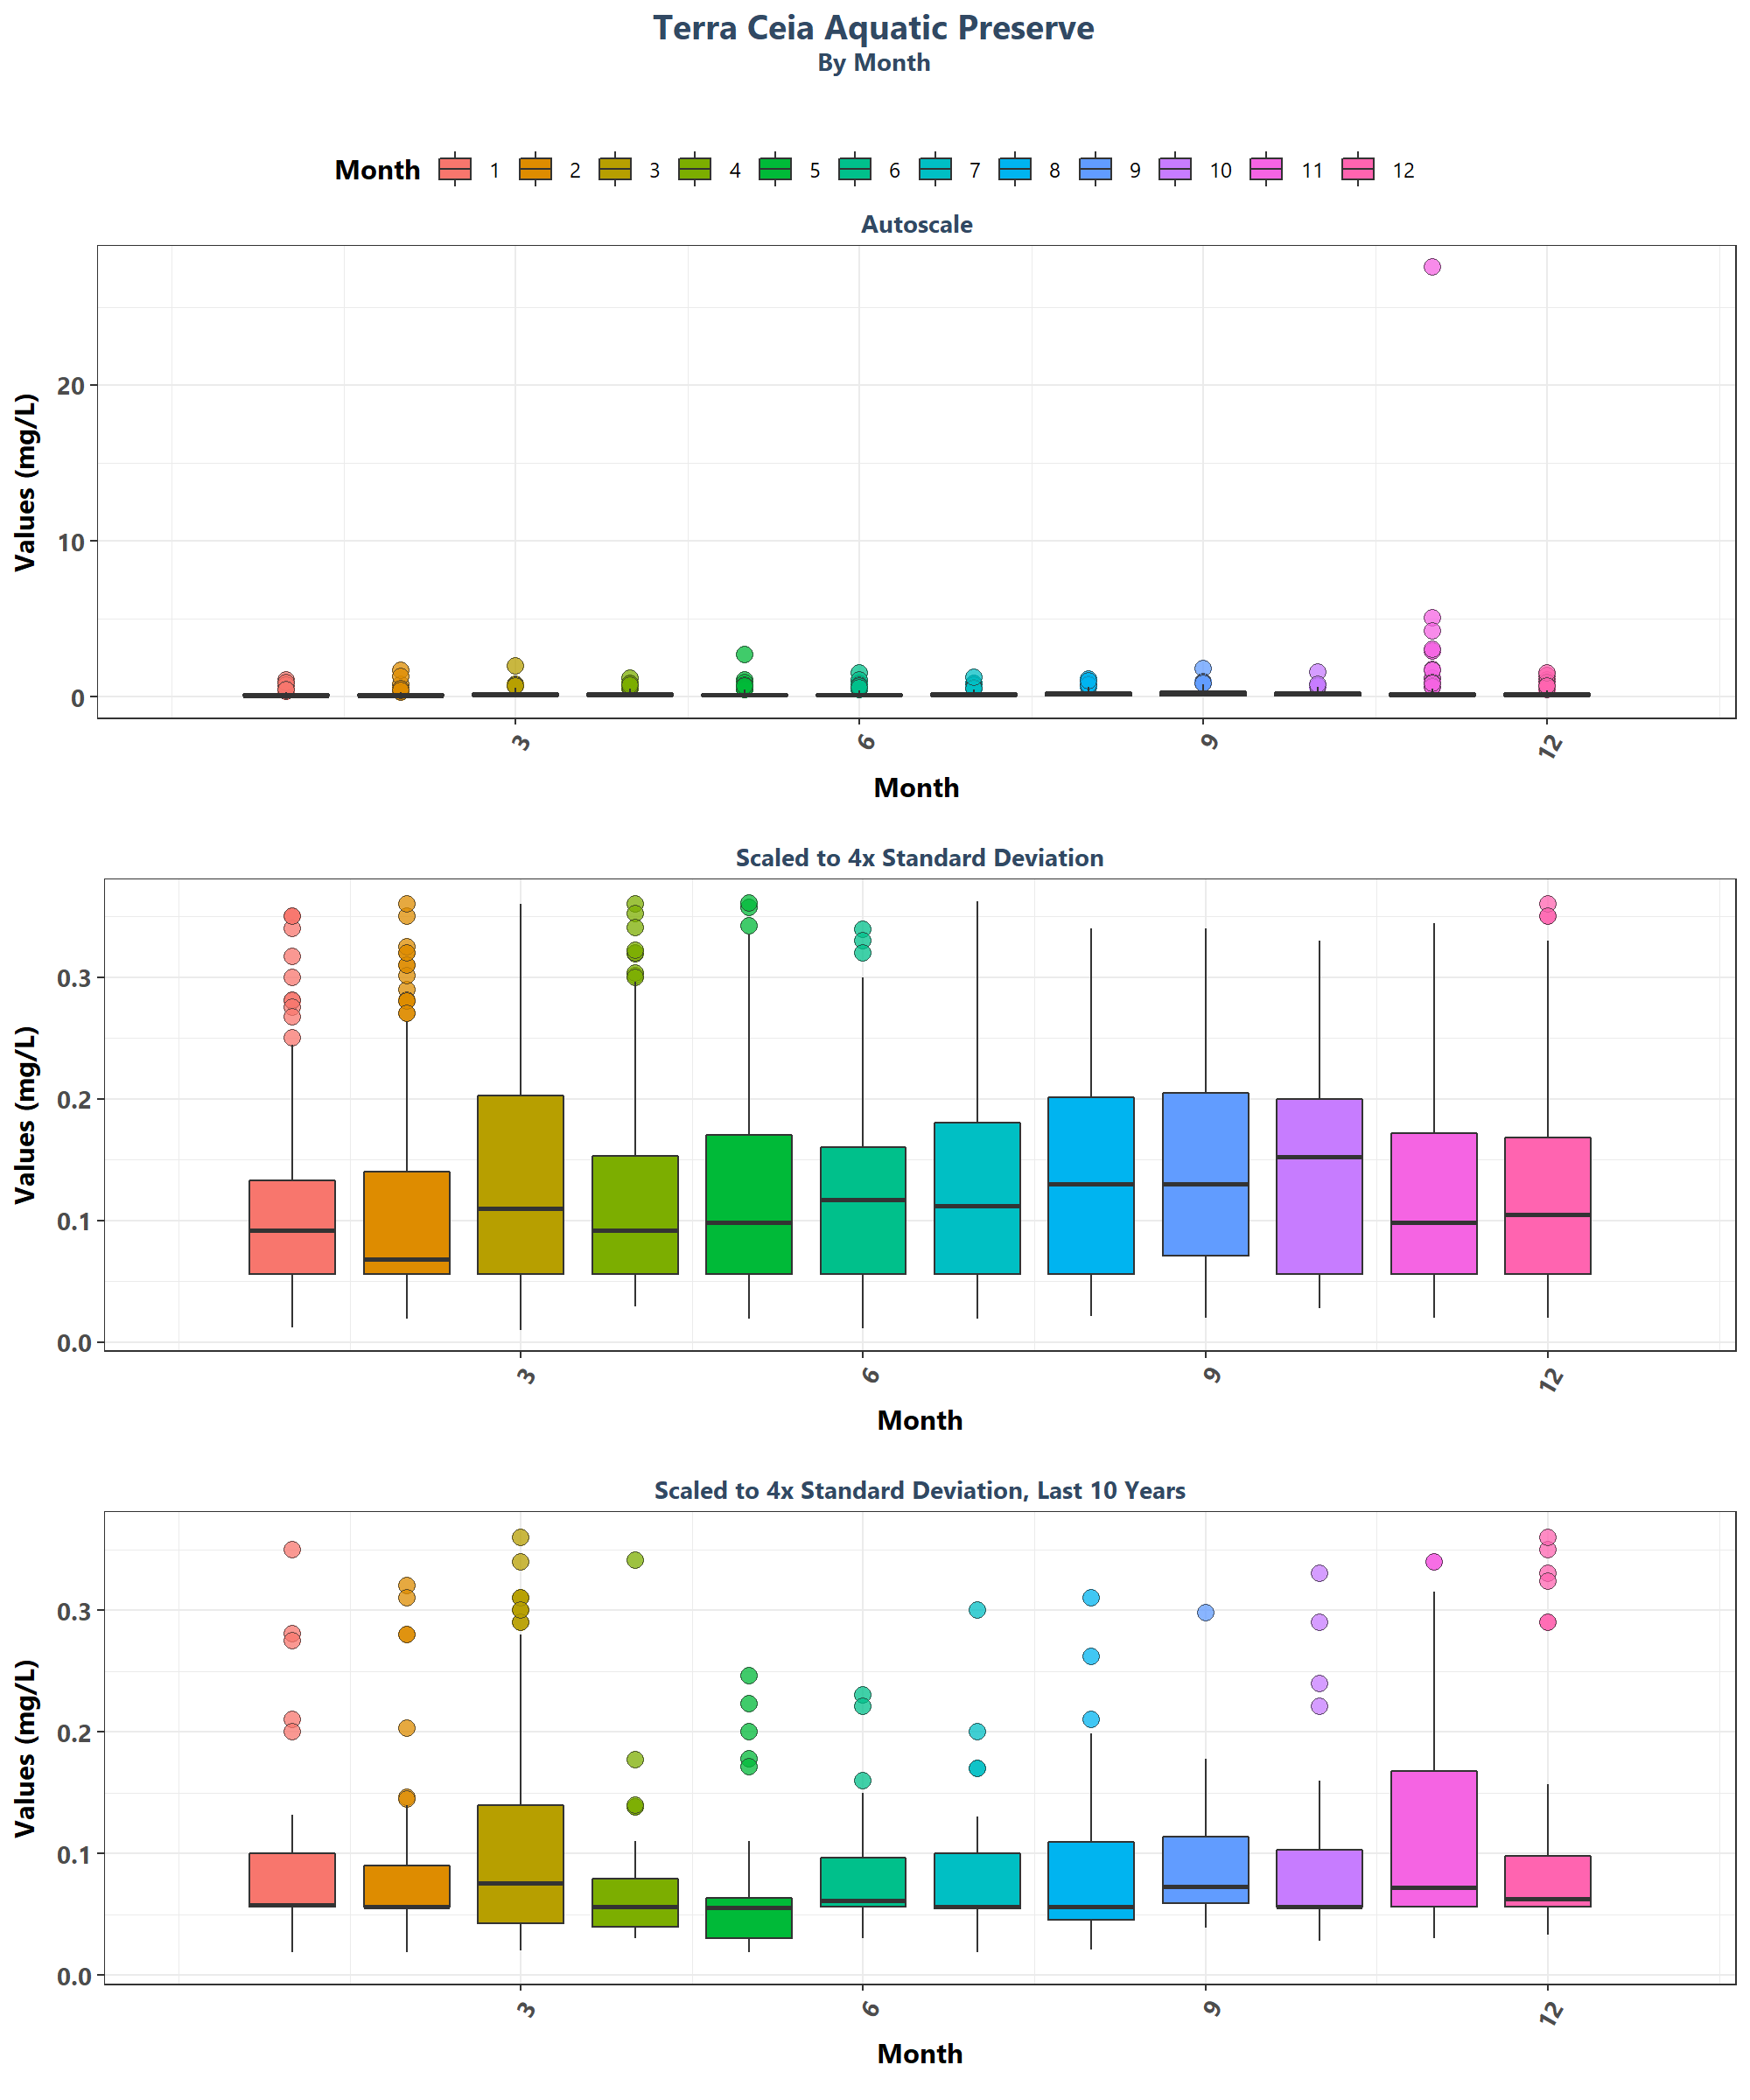 Terra Ceia Aquatic Preserve
By Month
Month 1 2 3 4 5 6 7 8 9 10 11 12
Autoscale
Values (mg/L)
20
10
0
3 6 9 12
Month
Scaled to 4x Standard Deviation
Values (mg/L)
0.3
0.2
0.1
0.0
3 6 9 12
Month
Scaled to 4x Standard Deviation, Last 10 Years
Values (mg/L)
0.3
0.2
0.1
0.0
3 6 9 12
Month